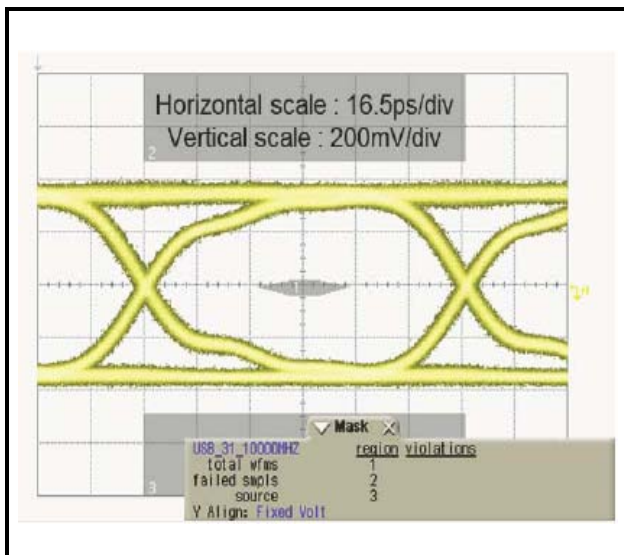 Horizontal scale : 16.5ps/div
Vertical scale : 200mV/div
2
1
Mask
USB_31_10000MHZ region violations
total wfms 1
failed smpls 2
source 3
Y Align: Fixed Volt
3